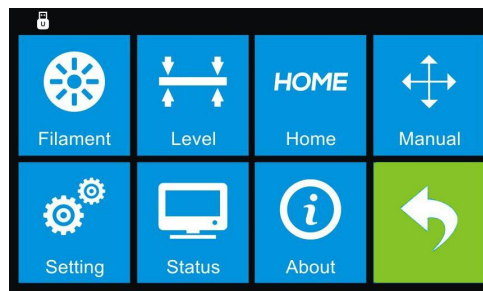 U
Filament
Level
HOME
Home
Manual
Setting
Status
i
About